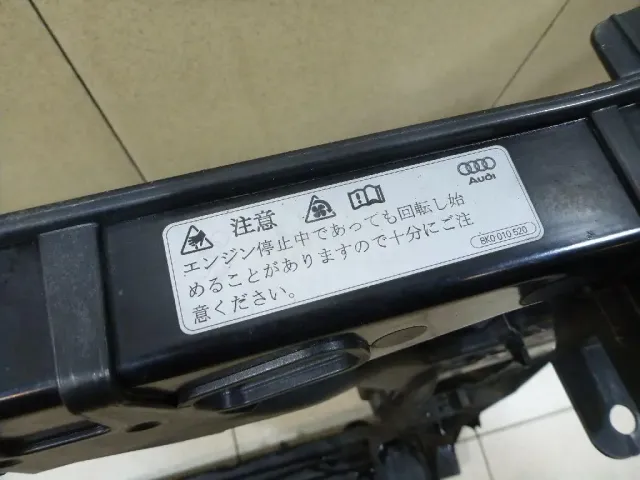 注意
Audi
エンジン停止中であっても回転し始
めることがありますので十分にご注
意ください。
8K0 010 520